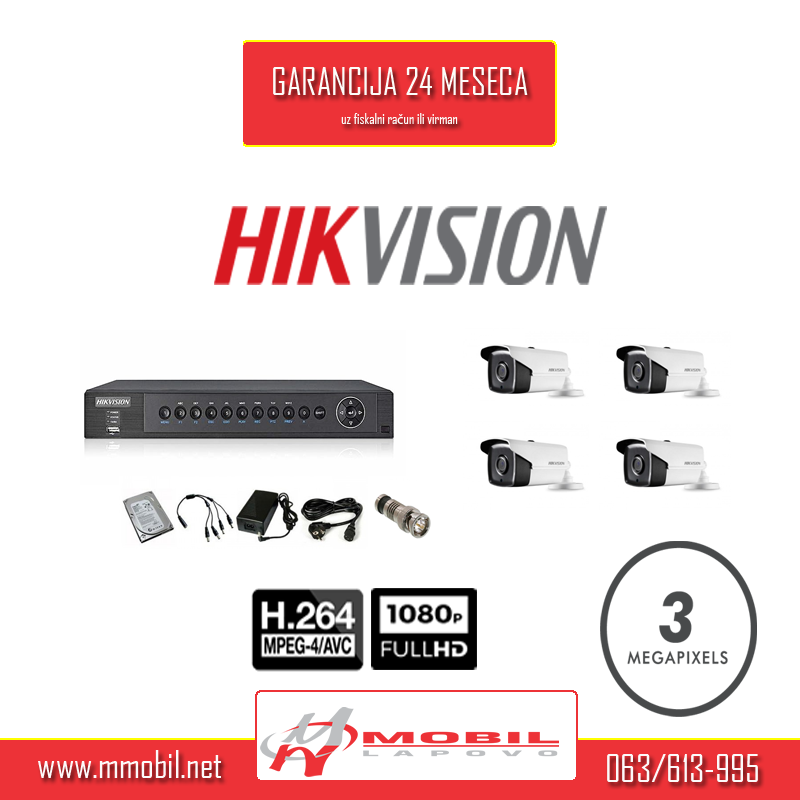 GARANCIJA 24 MESECA
uz fiskalni račun ili virman
HIKVISION
HIKVISION
H.264
MPEG-4/AVC
1080p
FULLHD
3
MEGAPIXELS
MOBIL
LAPOVO
www.mmobil.net
063/613-995